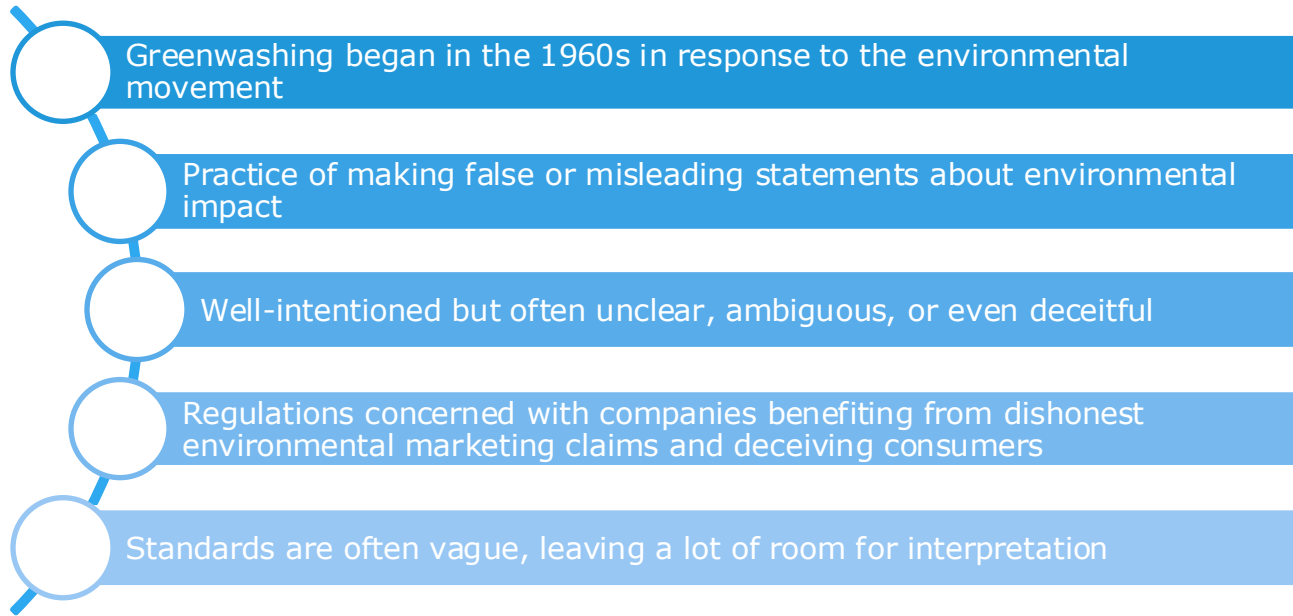 Greenwashing began in the 1960s in response to the environmental
movement
Practice of making false or misleading statements about environmental
impact
Well-intentioned but often unclear, ambiguous, or even deceitful
Regulations concerned with companies benefiting from dishonest
environmental marketing claims and deceiving consumers
Standards are often vague, leaving a lot of room for interpretation